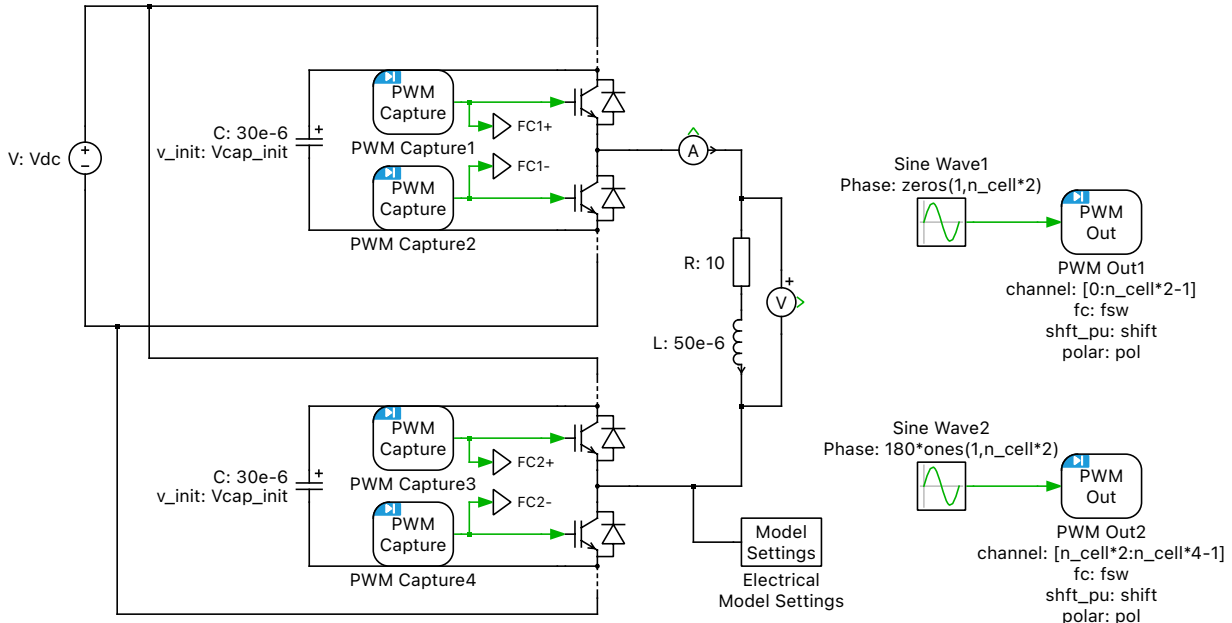 V: Vdc
+
−
C: 30e-6
v_init: Vcap_init
+
PWM
Capture
PWM Capture1
FC1+
FC1-
PWM
Capture
PWM Capture2
A
R: 10
L: 50e-6
+
V
Sine Wave1
Phase: zeros(1,n_cell*2)
PWM
Out
PWM Out1
channel: [0:n_cell*2-1]
fc: fsw
shft_pu: shift
polar: pol
C: 30e-6
v_init: Vcap_init
+
PWM
Capture
PWM Capture3
FC2+
FC2-
PWM
Capture
PWM Capture4
Model
Settings
Electrical
Model Settings
Sine Wave2
Phase: 180*ones(1,n_cell*2)
PWM
Out
PWM Out2
channel: [n_cell*2:n_cell*4-1]
fc: fsw
shft_pu: shift
polar: pol